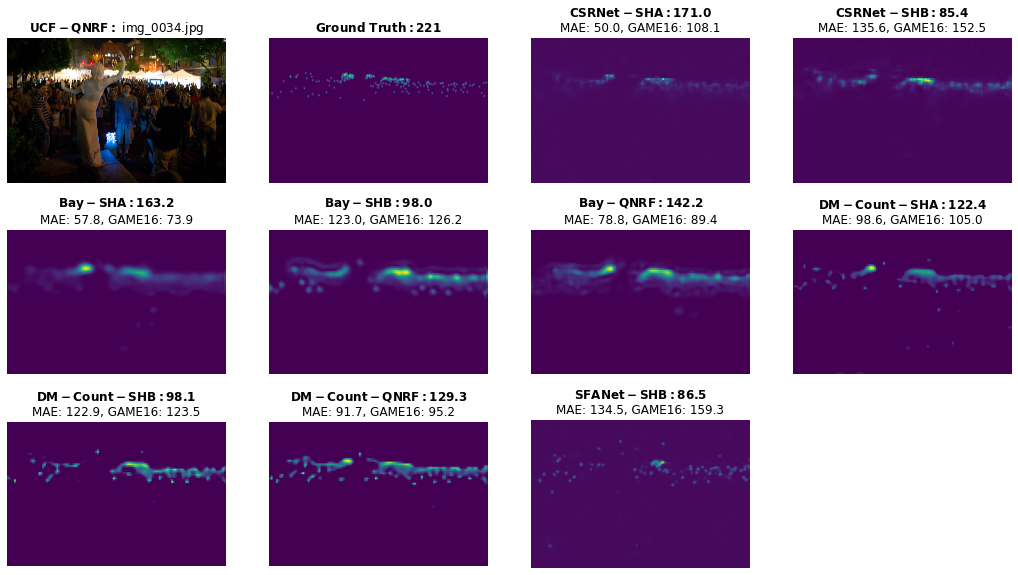 UCF − QNRF : img_0034.jpg
Ground Truth : 221
CSRNet − SHA : 171.0
MAE: 50.0, GAME16: 108.1
CSRNet − SHB : 85.4
MAE: 135.6, GAME16: 152.5
Bay − SHA : 163.2
MAE: 57.8, GAME16: 73.9
Bay − SHB : 98.0
MAE: 123.0, GAME16: 126.2
Bay − QNRF : 142.2
MAE: 78.8, GAME16: 89.4
DM − Count − SHA : 122.4
MAE: 98.6, GAME16: 105.0
DM − Count − SHB : 98.1
MAE: 122.9, GAME16: 123.5
DM − Count − QNRF : 129.3
MAE: 91.7, GAME16: 95.2
SFANet − SHB : 86.5
MAE: 134.5, GAME16: 159.3